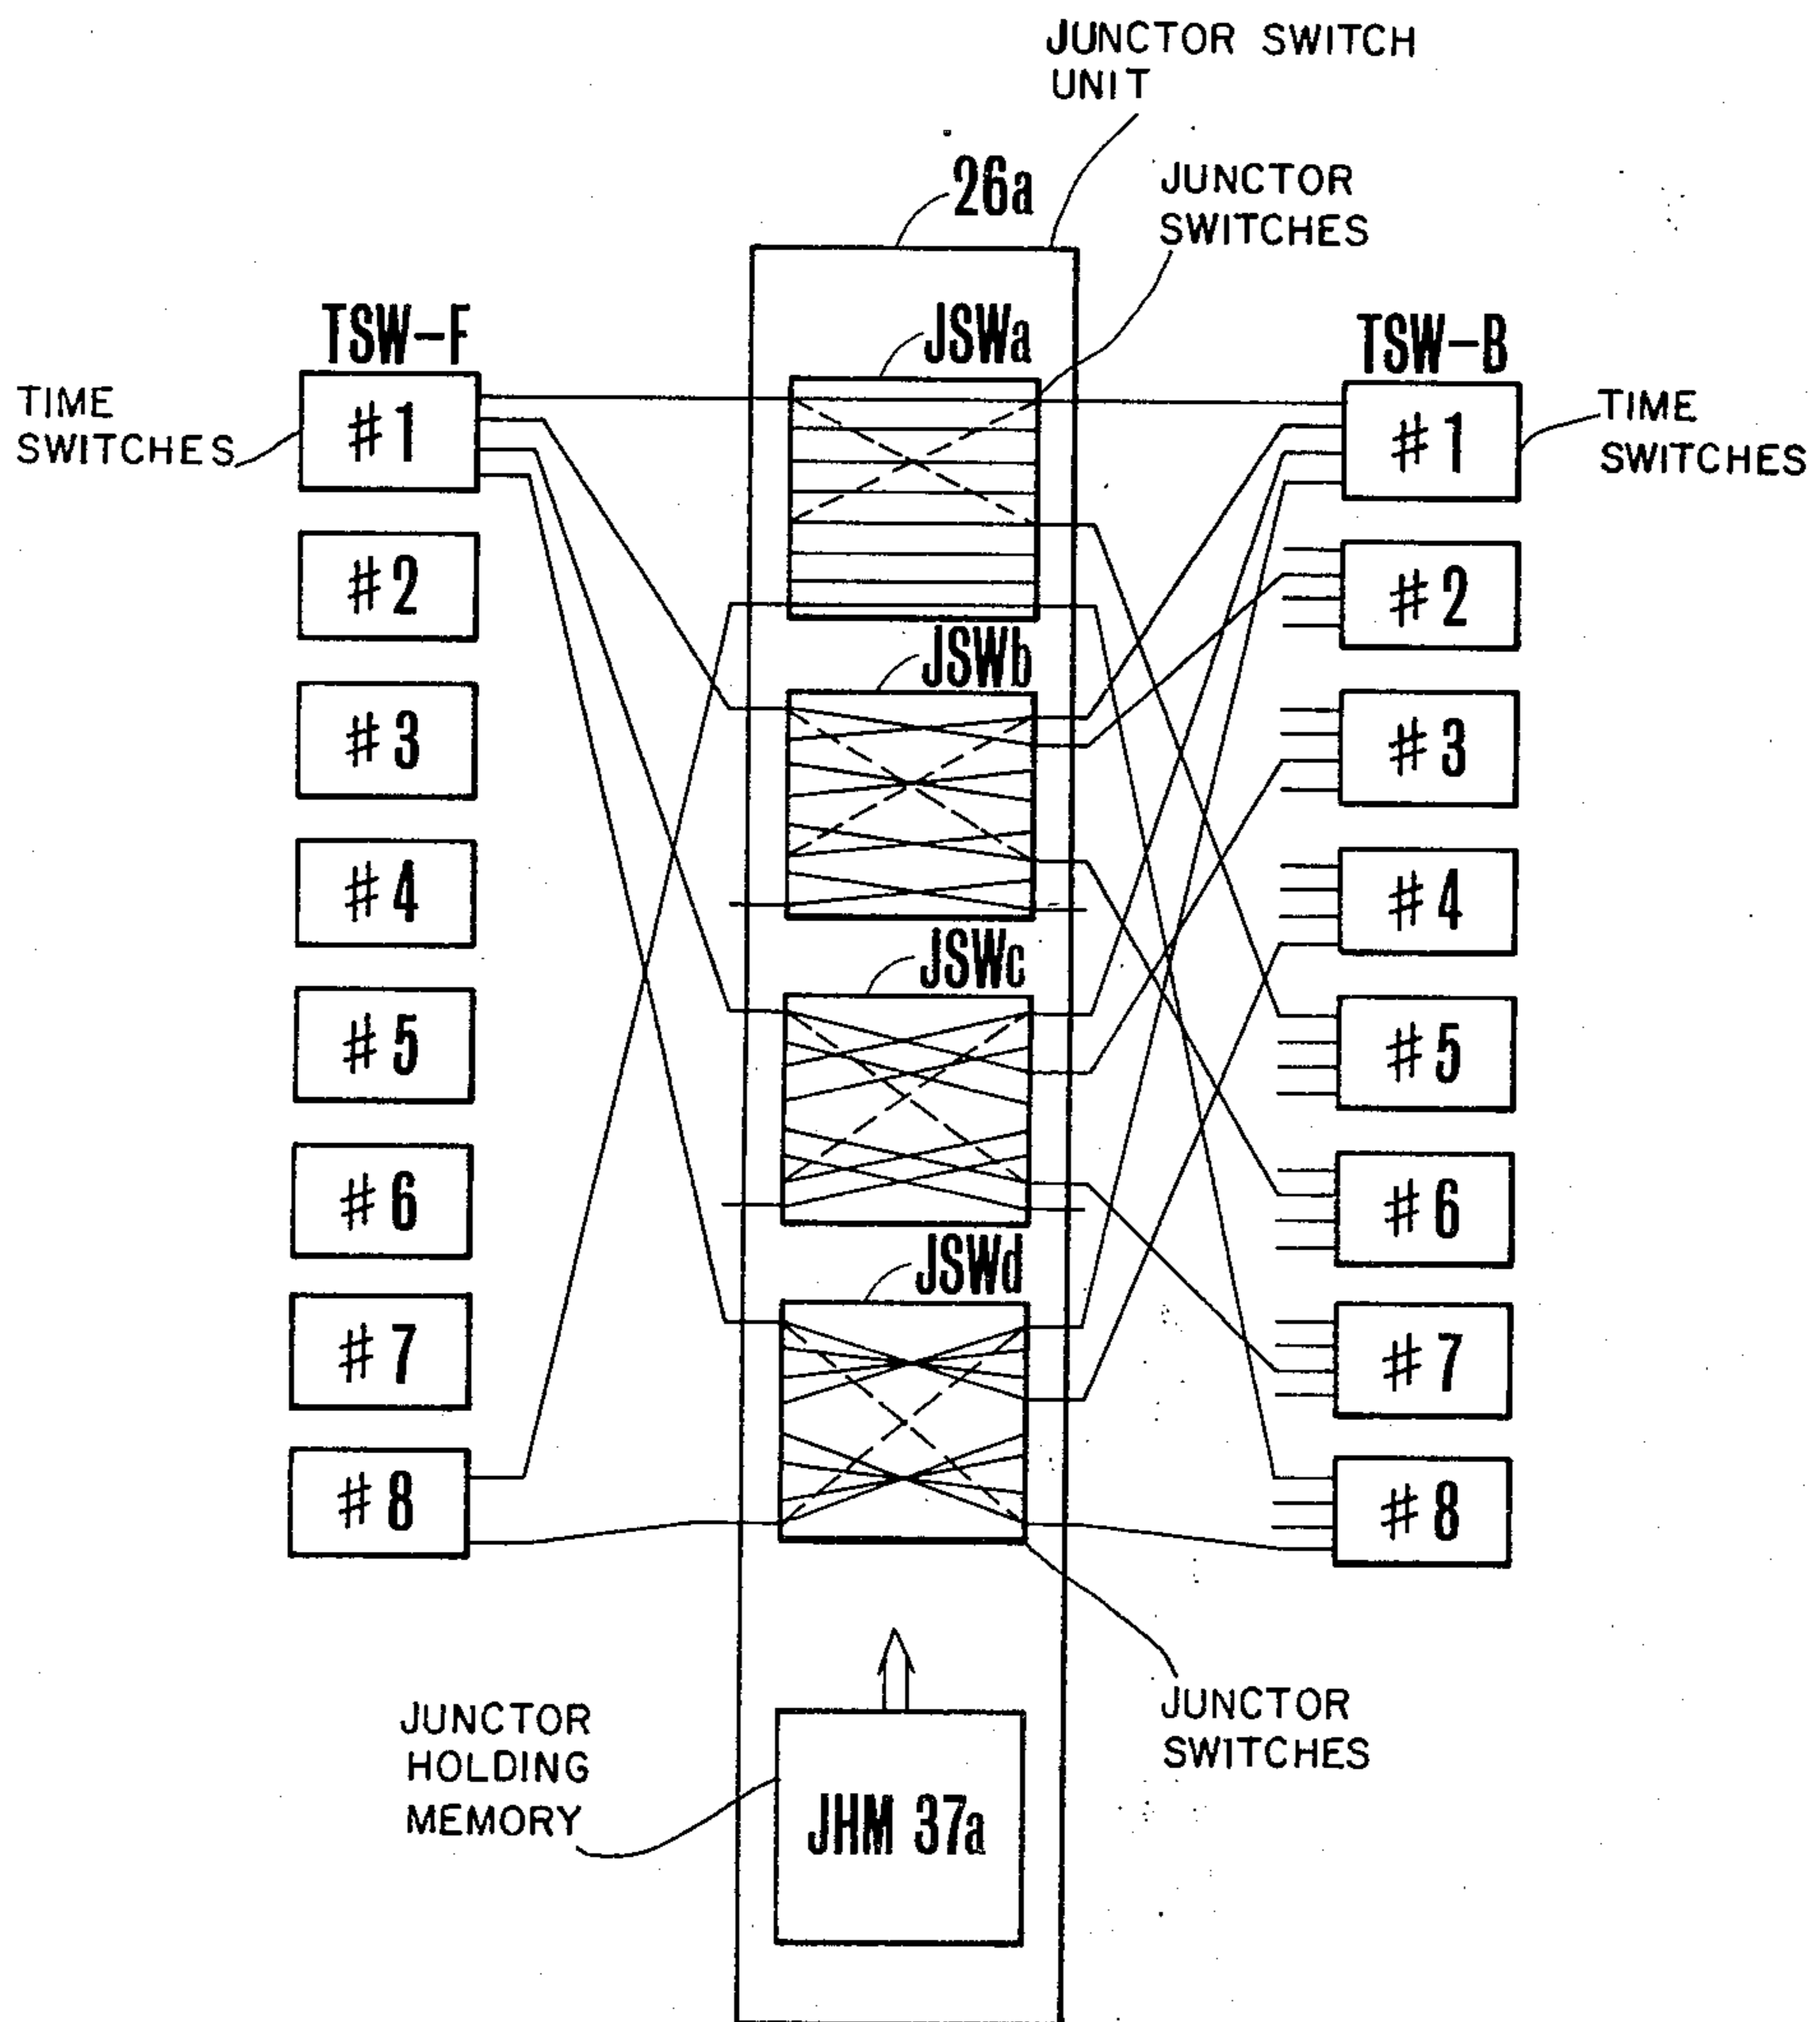 JUNCTOR SWITCH
UNIT
26a
JUNCTOR
SWITCHES
TSW-F
JSWa
TSW-B
TIME
SWITCHES
#1
#1
TIME
SWITCHES
#2
#2
JSWb
#3
#3
#4
#4
JSWc
#5
#5
#6
#6
JSWd
#7
#7
#8
#8
JUNCTOR
HOLDING
MEMORY
JUNCTOR
SWITCHES
JHM 37a